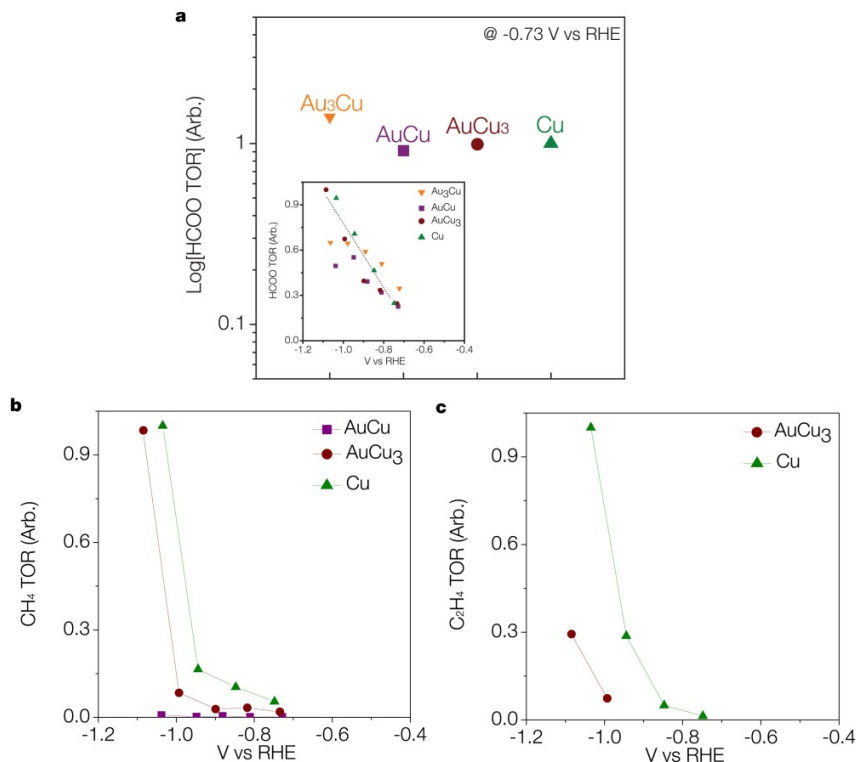 a
@ -0.73 V vs RHE
Au₃Cu
AuCu
AuCu₃
Cu
Log[HCOO TOR] (Arb.)
1
0.1
Au₃Cu
AuCu
AuCu₃
Cu
HCOO TOR (Arb.)
0.9
0.6
0.3
0.0
-1.2 -1.0 -0.8 -0.6 -0.4
V vs RHE
b
AuCu
AuCu₃
Cu
CH₄ TOR (Arb.)
0.9
0.6
0.3
0.0
-1.2 -1.0 -0.8 -0.6 -0.4
V vs RHE
c
AuCu₃
Cu
C₂H₄ TOR (Arb.)
0.9
0.6
0.3
0.0
-1.2 -1.0 -0.8 -0.6 -0.4
V vs RHE